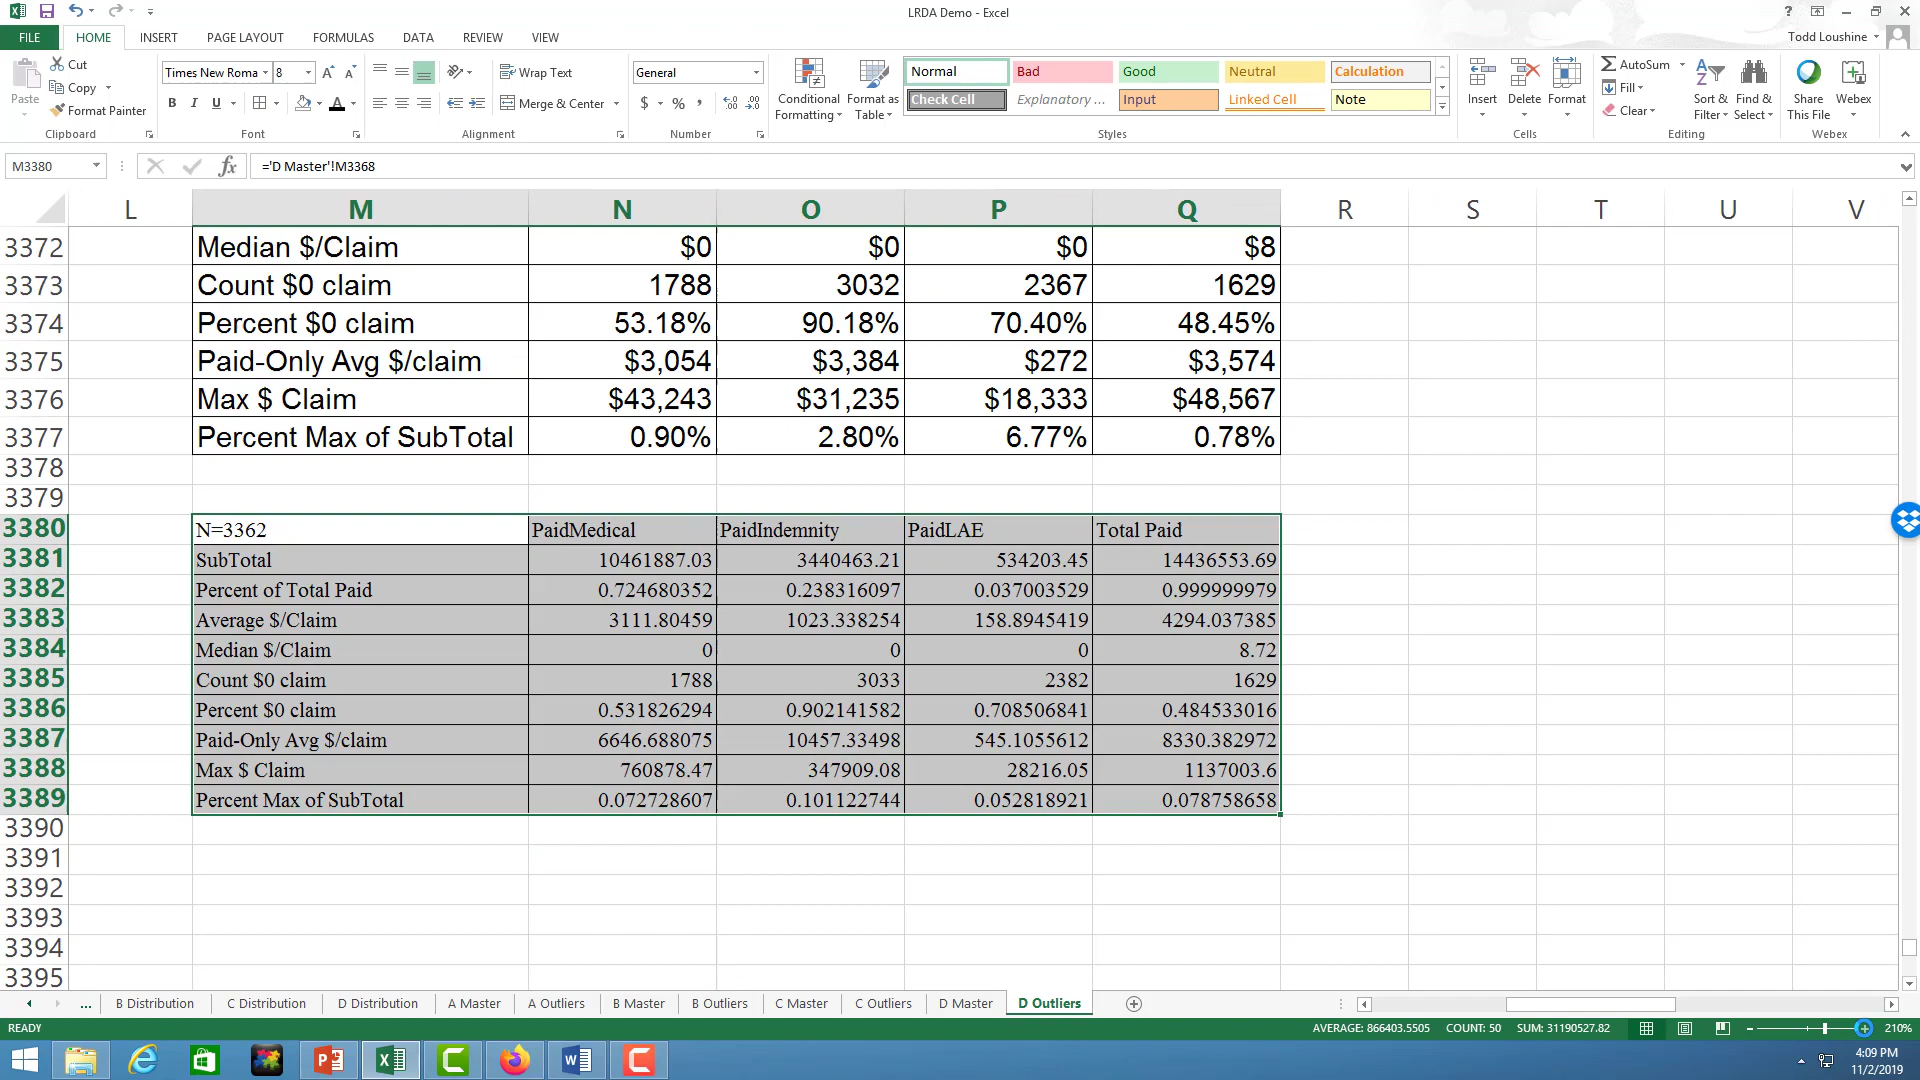 LRDA Demo - Excel
Todd Loushine
FILE HOME INSERT PAGE LAYOUT FORMULAS DATA REVIEW VIEW
Cut
Copy
Format Painter
Paste
Clipboard
Times New Roma 8
B I U
Font
Wrap Text
Merge & Center
Alignment
General
$ % ,
Number
Conditional Formatting
Format as Table
Normal Bad Good Neutral Calculation
Check Cell Explanatory ... Input Linked Cell Note
Styles
Insert Delete Format
Cells
AutoSum
Fill
Clear
Sort & Filter
Find & Select
Editing
Share This File
Webex
Webex
M3380 fx ='D Master'!M3368
L M N O P Q R S T U V
3372 Median $/Claim $0 $0 $0 $8
3373 Count $0 claim 1788 3032 2367 1629
3374 Percent $0 claim 53.18% 90.18% 70.40% 48.45%
3375 Paid-Only Avg $/claim $3,054 $3,384 $272 $3,574
3376 Max $ Claim $43,243 $31,235 $18,333 $48,567
3377 Percent Max of SubTotal 0.90% 2.80% 6.77% 0.78%
3378
3379
3380 N=3362 PaidMedical PaidIndemnity PaidLAE Total Paid
3381 SubTotal 10461887.03 3440463.21 534203.45 14436553.69
3382 Percent of Total Paid 0.724680352 0.238316097 0.037003529 0.999999979
3383 Average $/Claim 3111.80459 1023.338254 158.8945419 4294.037385
3384 Median $/Claim 0 0 0 8.72
3385 Count $0 claim 1788 3033 2382 1629
3386 Percent $0 claim 0.531826294 0.902141582 0.708506841 0.484533016
3387 Paid-Only Avg $/claim 6646.688075 10457.33498 545.1055612 8330.382972
3388 Max $ Claim 760878.47 347909.08 28216.05 1137003.6
3389 Percent Max of SubTotal 0.072728607 0.101122744 0.052818921 0.078758658
3390
3391
3392
3393
3394
3395
... B Distribution C Distribution D Distribution A Master A Outliers B Master B Outliers C Master C Outliers D Master D Outliers
READY AVERAGE: 866403.5505 COUNT: 50 SUM: 31190527.82 210%
4:09 PM
11/2/2019